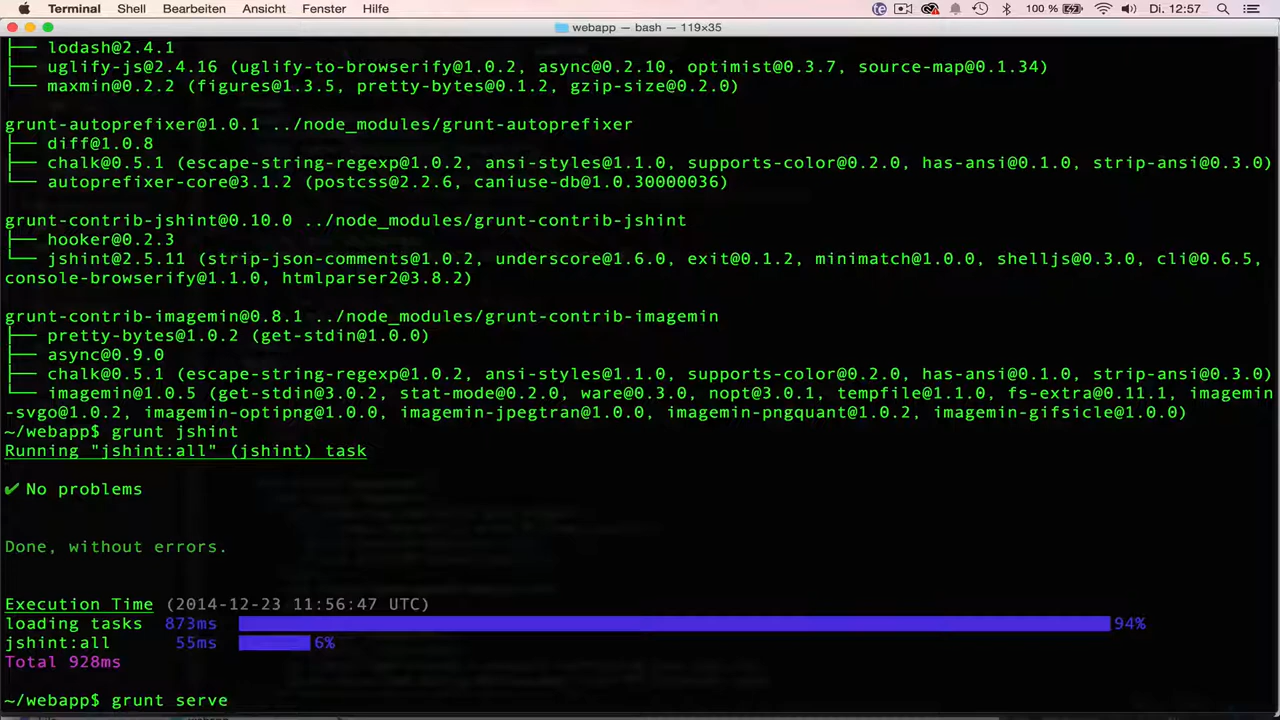 Terminal Shell Bearbeiten Ansicht Fenster Hilfe 100 % Di. 12:57
webapp — bash — 119×35
├── lodash@2.4.1
├── uglify-js@2.4.16 (uglify-to-browserify@1.0.2, async@0.2.10, optimist@0.3.7, source-map@0.1.34)
└── maxmin@0.2.2 (figures@1.3.5, pretty-bytes@0.1.2, gzip-size@0.2.0)
grunt-autoprefixer@1.0.1 ../node_modules/grunt-autoprefixer
├── diff@1.0.8
├── chalk@0.5.1 (escape-string-regexp@1.0.2, ansi-styles@1.1.0, supports-color@0.2.0, has-ansi@0.1.0, strip-ansi@0.3.0)
└── autoprefixer-core@3.1.2 (postcss@2.2.6, caniuse-db@1.0.30000036)
grunt-contrib-jshint@0.10.0 ../node_modules/grunt-contrib-jshint
├── hooker@0.2.3
└── jshint@2.5.11 (strip-json-comments@1.0.2, underscore@1.6.0, exit@0.1.2, minimatch@1.0.0, shelljs@0.3.0, cli@0.6.5,
console-browserify@1.1.0, htmlparser2@3.8.2)
grunt-contrib-imagemin@0.8.1 ../node_modules/grunt-contrib-imagemin
├── pretty-bytes@1.0.2 (get-stdin@1.0.0)
├── async@0.9.0
├── chalk@0.5.1 (escape-string-regexp@1.0.2, ansi-styles@1.1.0, supports-color@0.2.0, has-ansi@0.1.0, strip-ansi@0.3.0)
└── imagemin@1.0.5 (get-stdin@3.0.2, stat-mode@0.2.0, ware@0.3.0, nopt@3.0.1, tempfile@1.1.0, fs-extra@0.11.1, imagemin
-svgo@1.0.2, imagemin-optipng@1.0.0, imagemin-jpegtran@1.0.0, imagemin-pngquant@1.0.2, imagemin-gifsicle@1.0.0)
~/webapp$ grunt jshint
Running "jshint:all" (jshint) task
✔ No problems
Done, without errors.
Execution Time (2014-12-23 11:56:47 UTC)
loading tasks 873ms 94%
jshint:all 55ms 6%
Total 928ms
~/webapp$ grunt serve